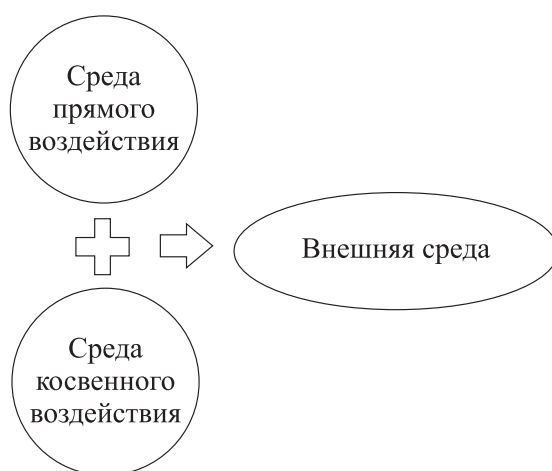 Среда
прямого
воздействия
Внешняя среда
Среда
косвенного
воздействия